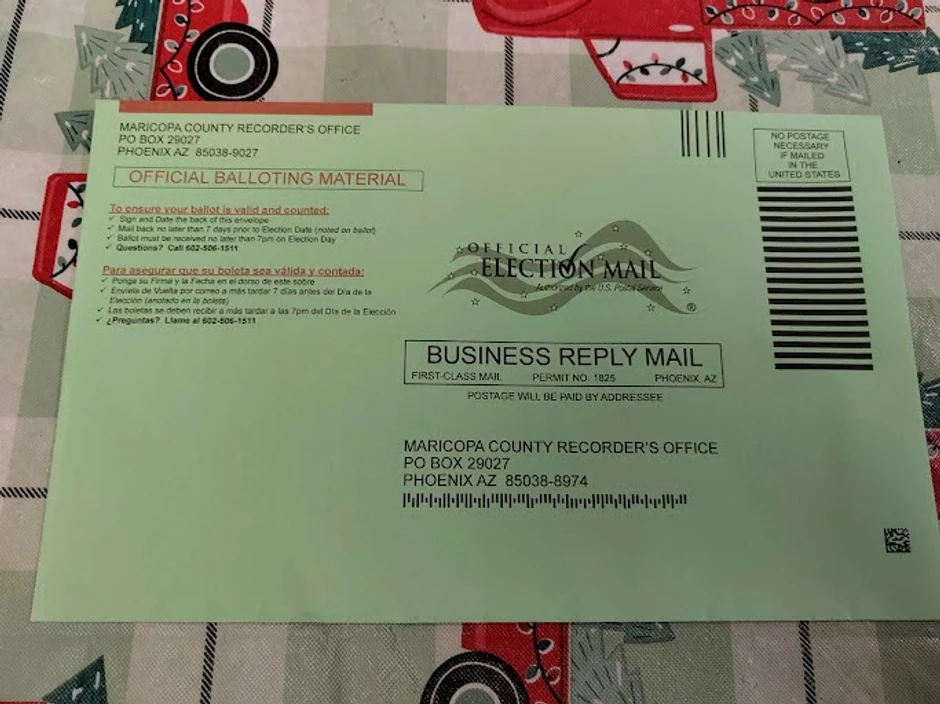 MARICOPA COUNTY RECORDER'S OFFICE
PO BOX 29027
PHOENIX AZ 85038-9027
OFFICIAL BALLOTING MATERIAL
To ensure your ballot is valid and counted:
✓ Sign and Date the back of this envelope
✓ Mail back no later than 7 days prior to Election Date (noted on ballot)
✓ Ballot must be received no later than 7pm on Election Day
✓ Questions? Call 602-506-1511
Para asegurar que su boleta sea válida y contada:
✓ Ponga su Firma y la Fecha en el dorso de este sobre
✓ Envíela de Vuelta por correo a más tardar 7 días antes del Día de la
Elección (anotado en la boleta)
✓ Las boletas se deben recibir a más tardar a las 7pm del Día de la Elección
✓ ¿Preguntas? Llame al 602-506-1511
NO POSTAGE
NECESSARY
IF MAILED
IN THE
UNITED STATES
OFFICIAL
ELECTION MAIL
Authorized by the U.S. Postal Service
®
BUSINESS REPLY MAIL
FIRST-CLASS MAIL PERMIT NO. 1825 PHOENIX, AZ
POSTAGE WILL BE PAID BY ADDRESSEE
MARICOPA COUNTY RECORDER'S OFFICE
PO BOX 29027
PHOENIX AZ 85038-8974